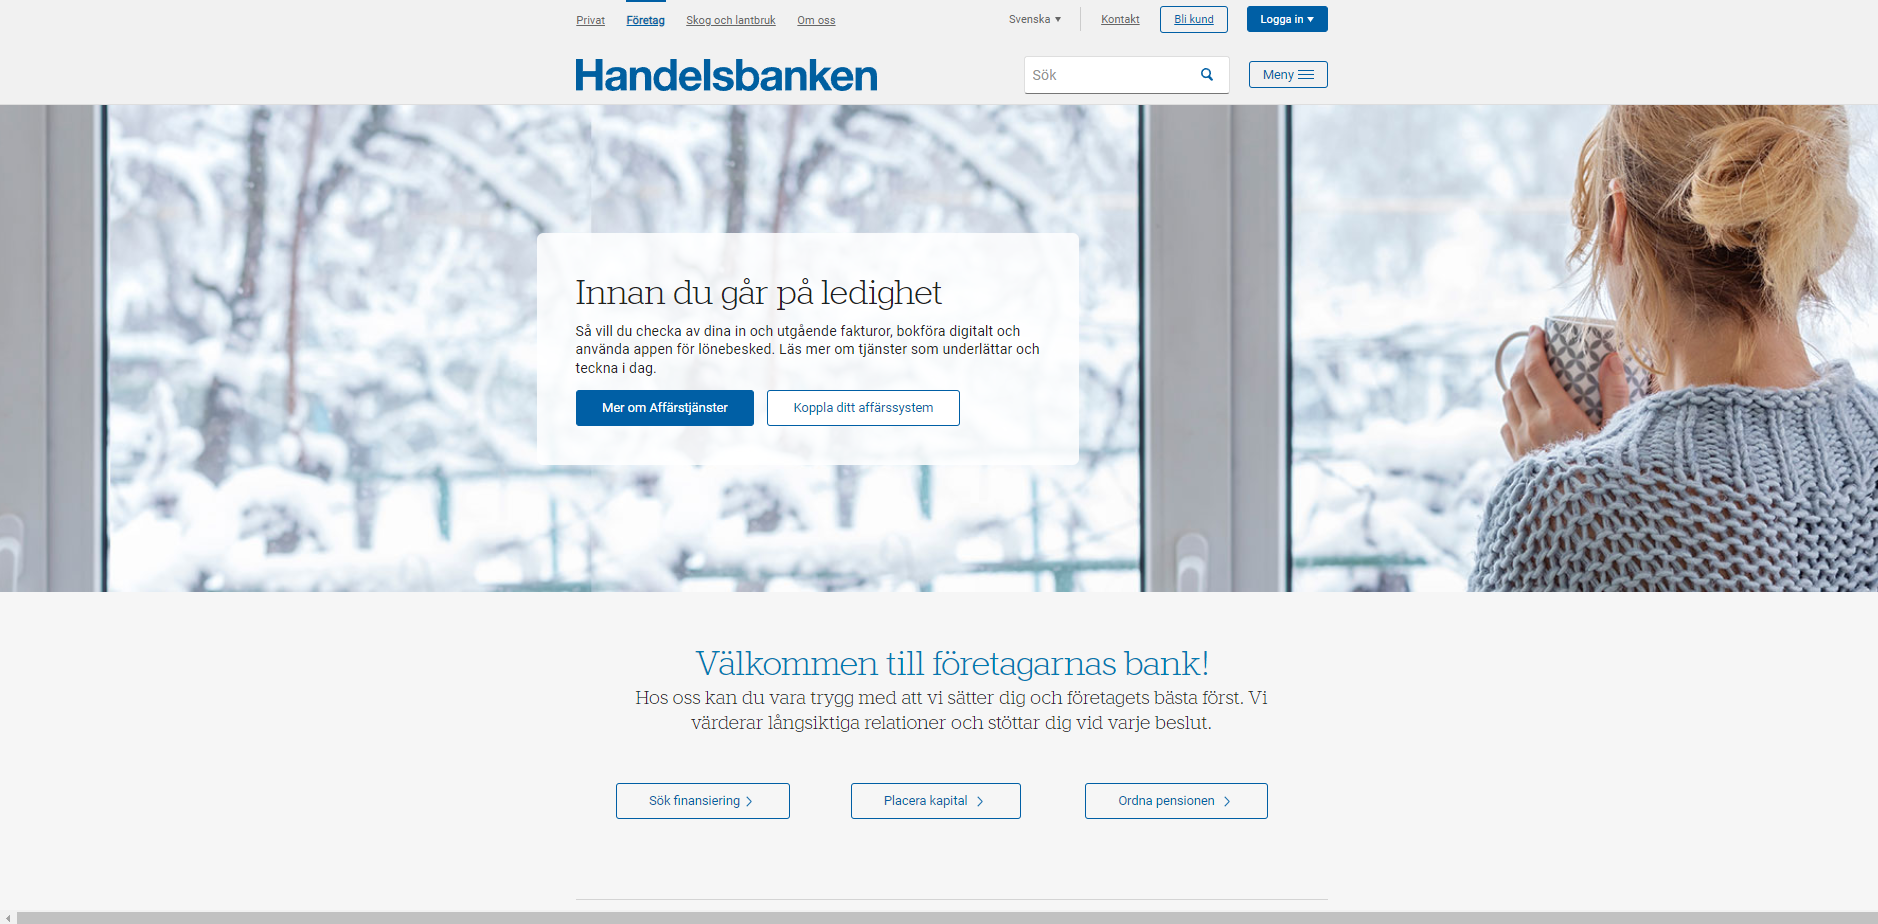 Privat
Företag
Skog och lantbruk
Om oss
Svenska
Kontakt
Bli kund
Logga in
Handelsbanken
Sök
Meny
Innan du går på ledighet
Så vill du checka av dina in och utgående fakturor, bokföra digitalt och
använda appen för lönebesked. Läs mer om tjänster som underlättar och
teckna i dag.
Mer om Affärstjänster
Koppla ditt affärssystem
Välkommen till företagarnas bank!
Hos oss kan du vara trygg med att vi sätter dig och företagets bästa först. Vi
värderar långsiktiga relationer och stöttar dig vid varje beslut.
Sök finansiering
Placera kapital
Ordna pensionen